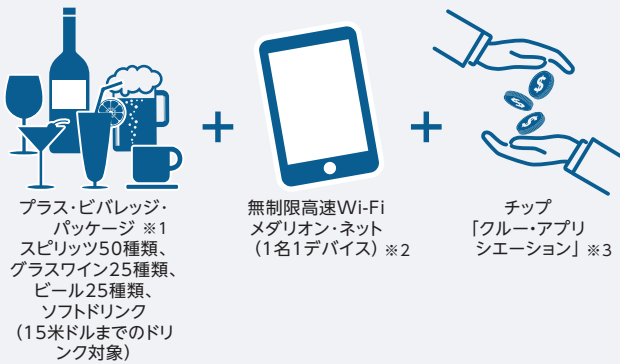 プラス・ビバレッジ・
パッケージ ※1
スピリッツ50種類、
グラスワイン25種類、
ビール25種類、
ソフトドリンク
(15米ドルまでのドリ
ンク対象)
無制限高速Wi-Fi
メダリオン・ネット
(1名1デバイス) ※2
$
$
$
チップ
「クルー・アプリ
シエーション」 ※3